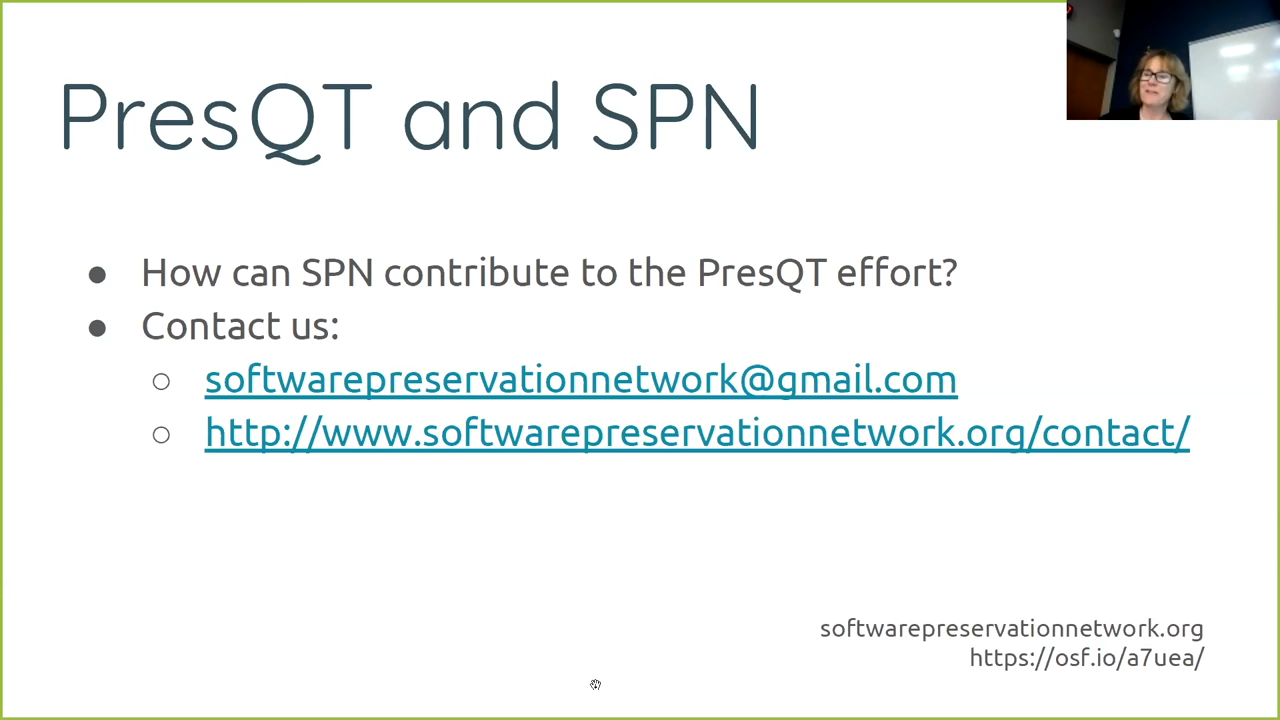 PresQT and SPN
● How can SPN contribute to the PresQT effort?
● Contact us:
○ softwarepreservationnetwork@gmail.com
○ http://www.softwarepreservationnetwork.org/contact/
softwarepreservationnetwork.org
https://osf.io/a7uea/